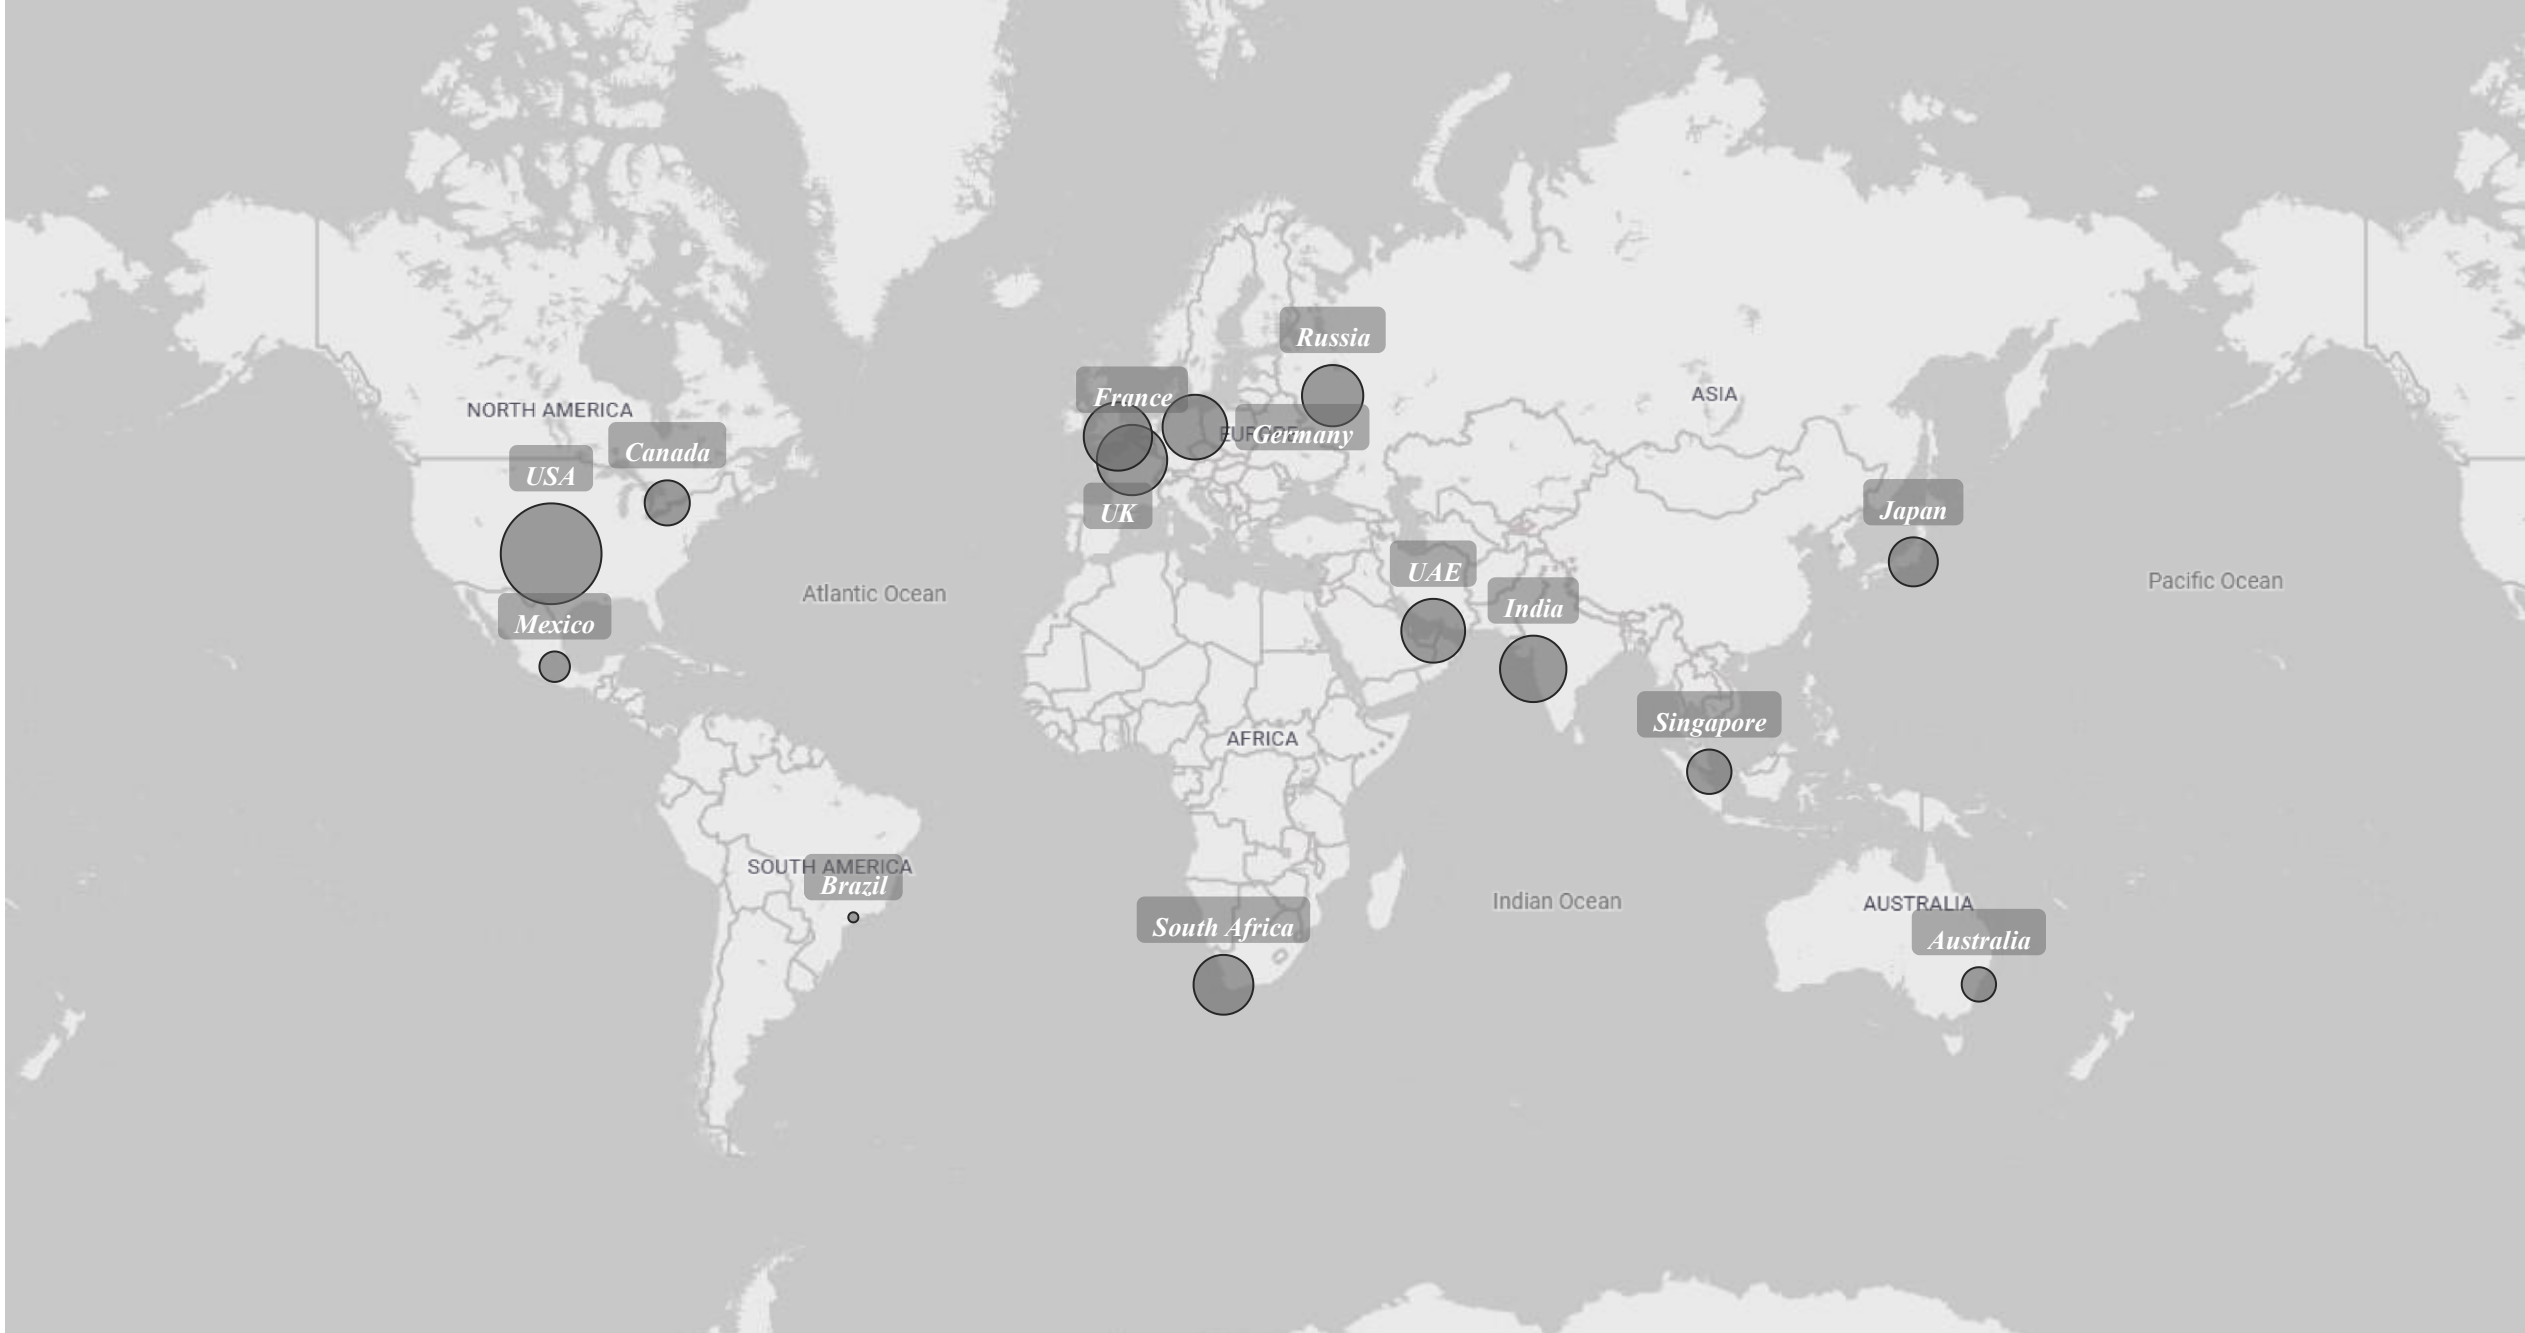 Russia
France
ASIA
NORTH AMERICA
EUROPE
Germany
Canada
USA
Japan
UK
UAE
Pacific Ocean
Atlantic Ocean
India
Mexico
Singapore
AFRICA
SOUTH AMERICA
Brazil
Indian Ocean
AUSTRALIA
South Africa
Australia